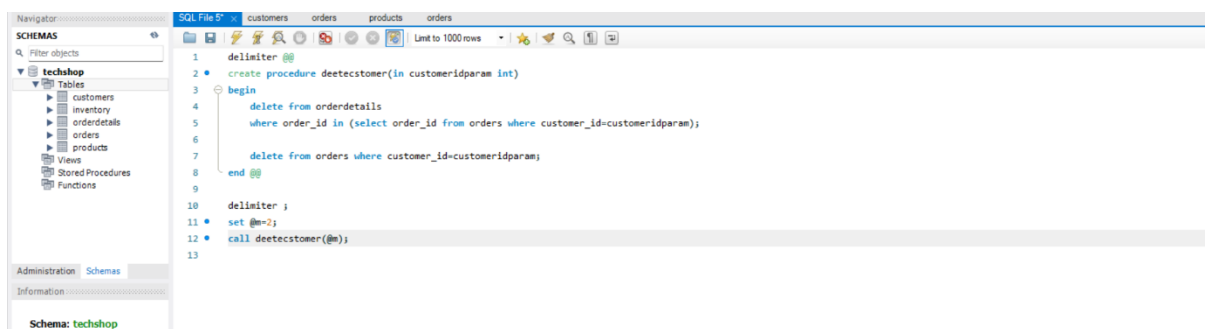 Navigator
SCHEMAS
Filter objects
techshop
Tables
customers
inventory
orderdetails
orders
products
Views
Stored Procedures
Functions
Administration Schemas
Information
Schema: techshop
SQL File 5* × customers orders products orders
Limit to 1000 rows
1 delimiter @@
2 create procedure deetecstomer(in customeridparam int)
3 begin
4 delete from orderdetails
5 where order_id in (select order_id from orders where customer_id=customeridparam);
6
7 delete from orders where customer_id=customeridparam;
8 end @@
9
10 delimiter ;
11 set @m=2;
12 call deetecstomer(@m);
13